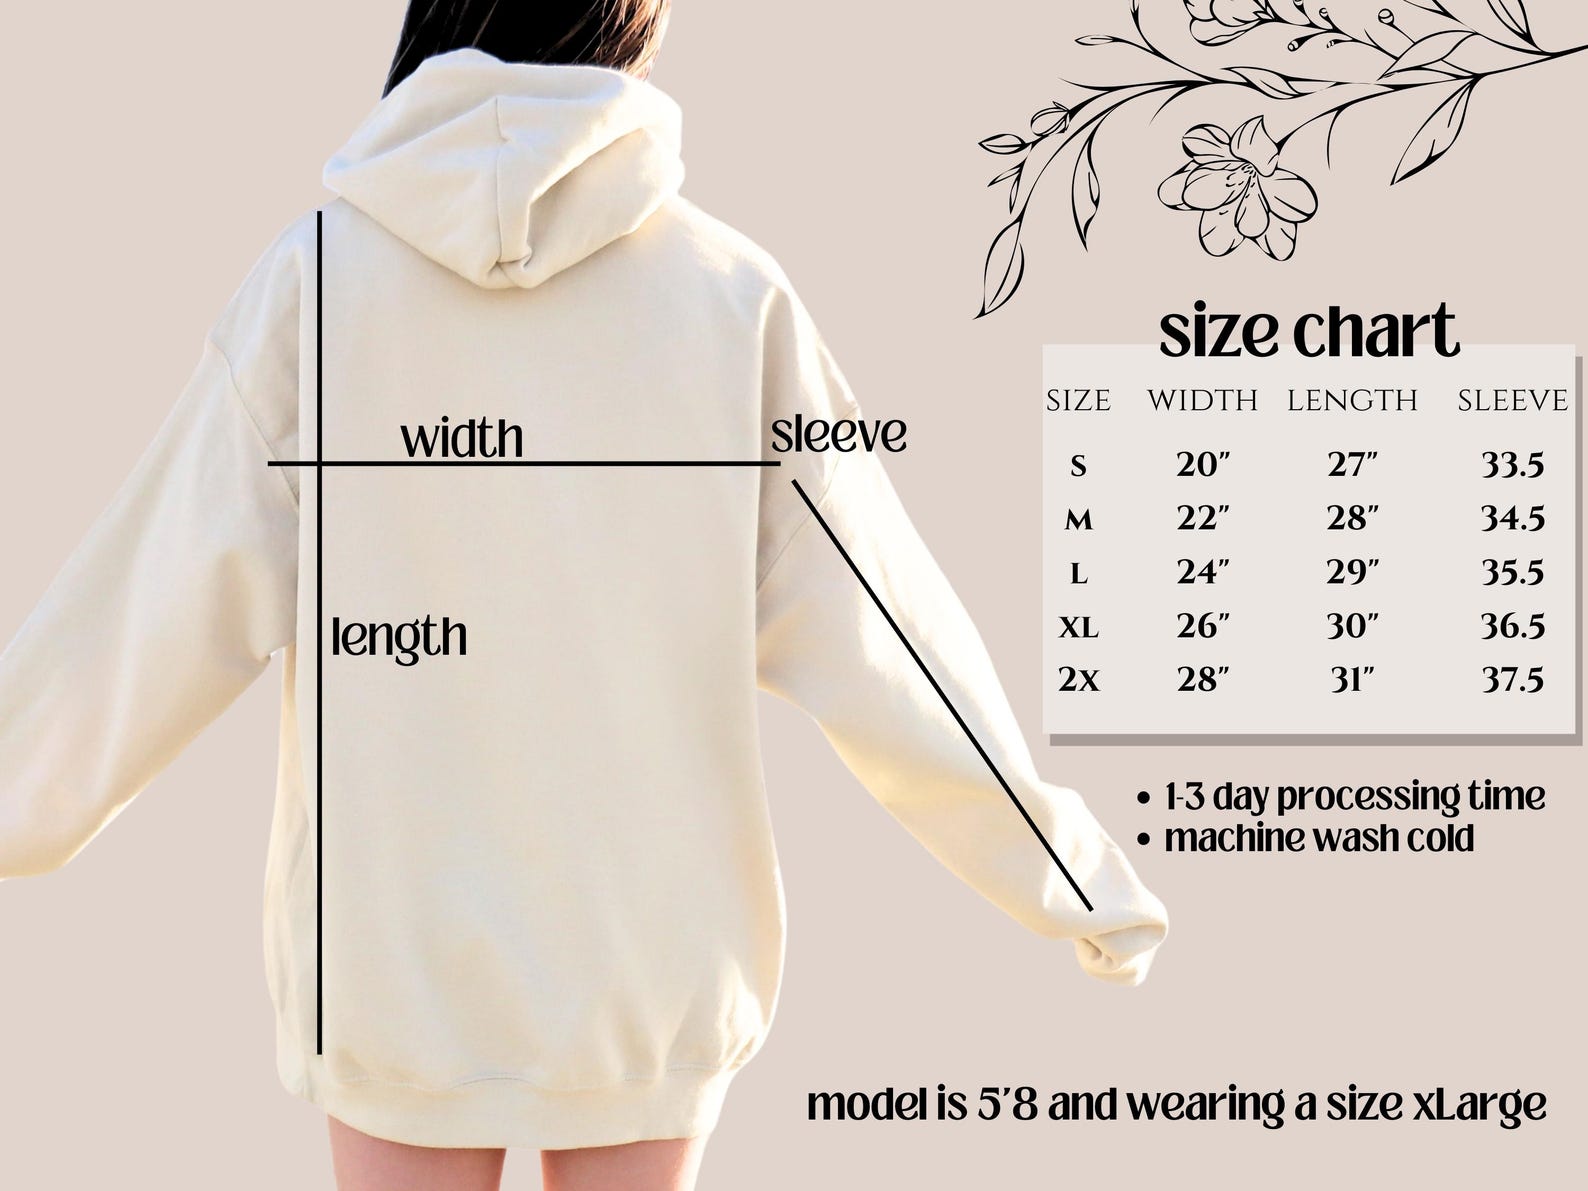 size chart
SIZE WIDTH LENGTH SLEEVE
S 20" 27" 33.5
M 22" 28" 34.5
L 24" 29" 35.5
XL 26" 30" 36.5
2X 28" 31" 37.5
width
sleeve
length
• 1-3 day processing time
• machine wash cold
model is 5'8 and wearing a size xLarge